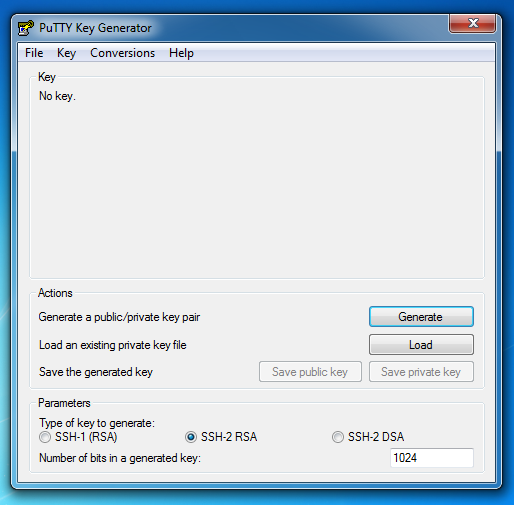 PuTTY Key Generator
File Key Conversions Help
Key
No key.
Actions
Generate a public/private key pair Generate
Load an existing private key file Load
Save the generated key Save public key Save private key
Parameters
Type of key to generate:
SSH-1 (RSA) SSH-2 RSA SSH-2 DSA
Number of bits in a generated key: 1024